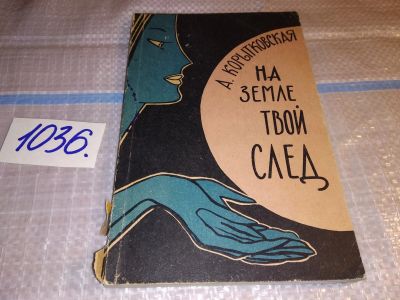 1036.
А. КОРЫТКОВСКАЯ
НА
ЗЕМЛЕ
ТВОЙ
СЛЕД